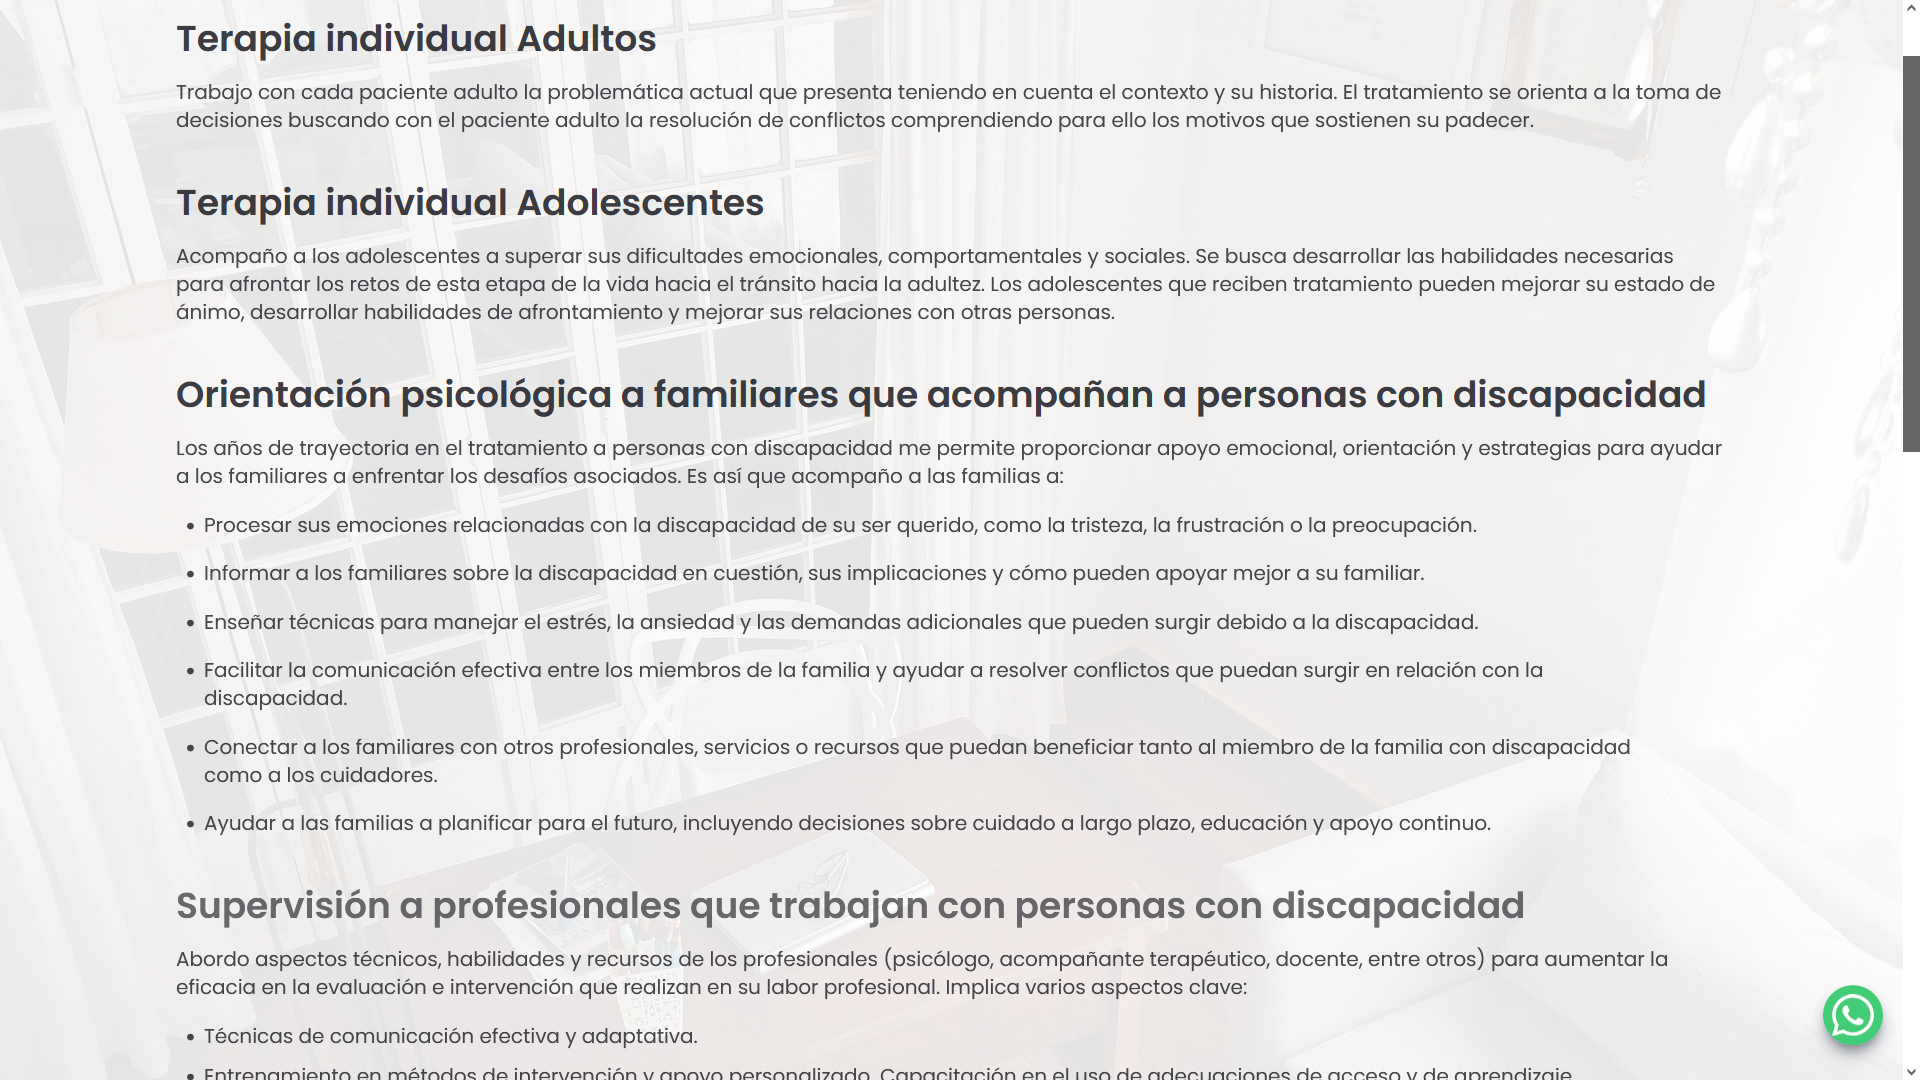 Terapia individual Adultos
Trabajo con cada paciente adulto la problemática actual que presenta teniendo en cuenta el contexto y su historia. El tratamiento se orienta a la toma de
decisiones buscando con el paciente adulto la resolución de conflictos comprendiendo para ello los motivos que sostienen su padecer.
Terapia individual Adolescentes
Acompaño a los adolescentes a superar sus dificultades emocionales, comportamentales y sociales. Se busca desarrollar las habilidades necesarias
para afrontar los retos de esta etapa de la vida hacia el tránsito hacia la adultez. Los adolescentes que reciben tratamiento pueden mejorar su estado de
ánimo, desarrollar habilidades de afrontamiento y mejorar sus relaciones con otras personas.
Orientación psicológica a familiares que acompañan a personas con discapacidad
Los años de trayectoria en el tratamiento a personas con discapacidad me permite proporcionar apoyo emocional, orientación y estrategias para ayudar
a los familiares a enfrentar los desafíos asociados. Es así que acompaño a las familias a:
• Procesar sus emociones relacionadas con la discapacidad de su ser querido, como la tristeza, la frustración o la preocupación.
• Informar a los familiares sobre la discapacidad en cuestión, sus implicaciones y cómo pueden apoyar mejor a su familiar.
• Enseñar técnicas para manejar el estrés, la ansiedad y las demandas adicionales que pueden surgir debido a la discapacidad.
• Facilitar la comunicación efectiva entre los miembros de la familia y ayudar a resolver conflictos que puedan surgir en relación con la
discapacidad.
• Conectar a los familiares con otros profesionales, servicios o recursos que puedan beneficiar tanto al miembro de la familia con discapacidad
como a los cuidadores.
• Ayudar a las familias a planificar para el futuro, incluyendo decisiones sobre cuidado a largo plazo, educación y apoyo continuo.
Supervisión a profesionales que trabajan con personas con discapacidad
Abordo aspectos técnicos, habilidades y recursos de los profesionales (psicólogo, acompañante terapéutico, docente, entre otros) para aumentar la
eficacia en la evaluación e intervención que realizan en su labor profesional. Implica varios aspectos clave:
• Técnicas de comunicación efectiva y adaptativa.
• Entrenamiento en métodos de intervención y apoyo personalizado. Capacitación en el uso de adecuaciones de acceso y de aprendizaje